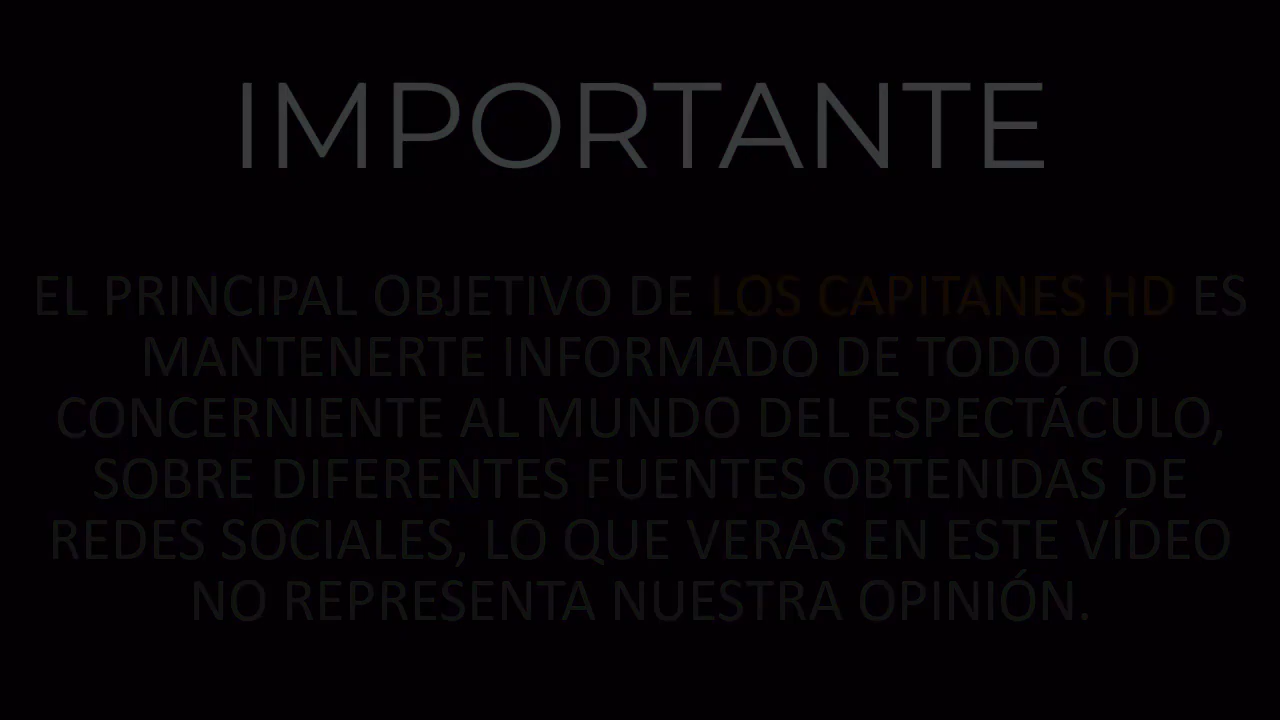 IMPORTANTE
EL PRINCIPAL OBJETIVO DE LOS CAPITANES HD ES
MANTENERTE INFORMADO DE TODO LO
CONCERNIENTE AL MUNDO DEL ESPECTÁCULO,
SOBRE DIFERENTES FUENTES OBTENIDAS DE
REDES SOCIALES, LO QUE VERAS EN ESTE VÍDEO
NO REPRESENTA NUESTRA OPINIÓN.